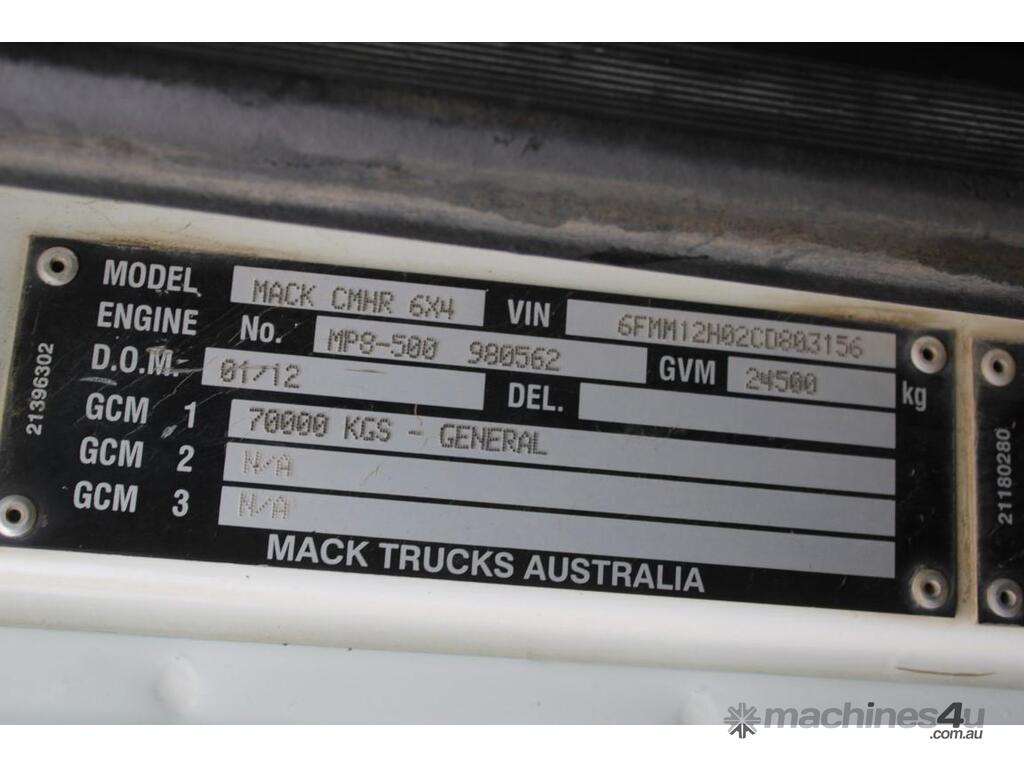 MODEL MACK CMHR 6X4 VIN 6FMM12H02CD803156
ENGINE No. MP8-500 980562 GVM 24500 kg
D.O.M. 01/12 DEL.
GCM 1 70000 KGS - GENERAL
GCM 2 N/A
GCM 3 N/A
MACK TRUCKS AUSTRALIA
21396302
21180280
machines4u
.com.au